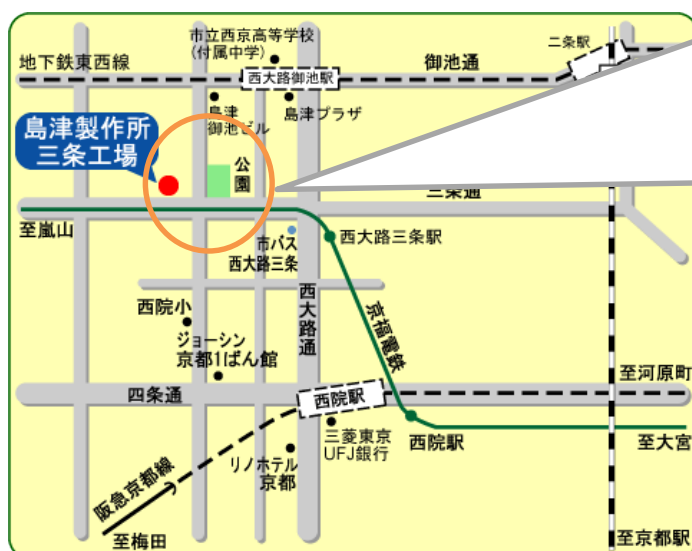 市立西京高等学校
(付属中学)
二条駅
地下鉄東西線
御池通
西大路御池駅
島津
御池ビル
島津プラザ
島津製作所
三条工場
公園
三条通
至嵐山
市バス
西大路三条
西大路三条駅
西院小
西大路通
京福電鉄
ジョーシン
京都1ばん館
四条通
西院駅
至河原町
三菱東京
UFJ銀行
西院駅
至大宮
リノホテル
京都
阪急京都線
至梅田
至京都駅